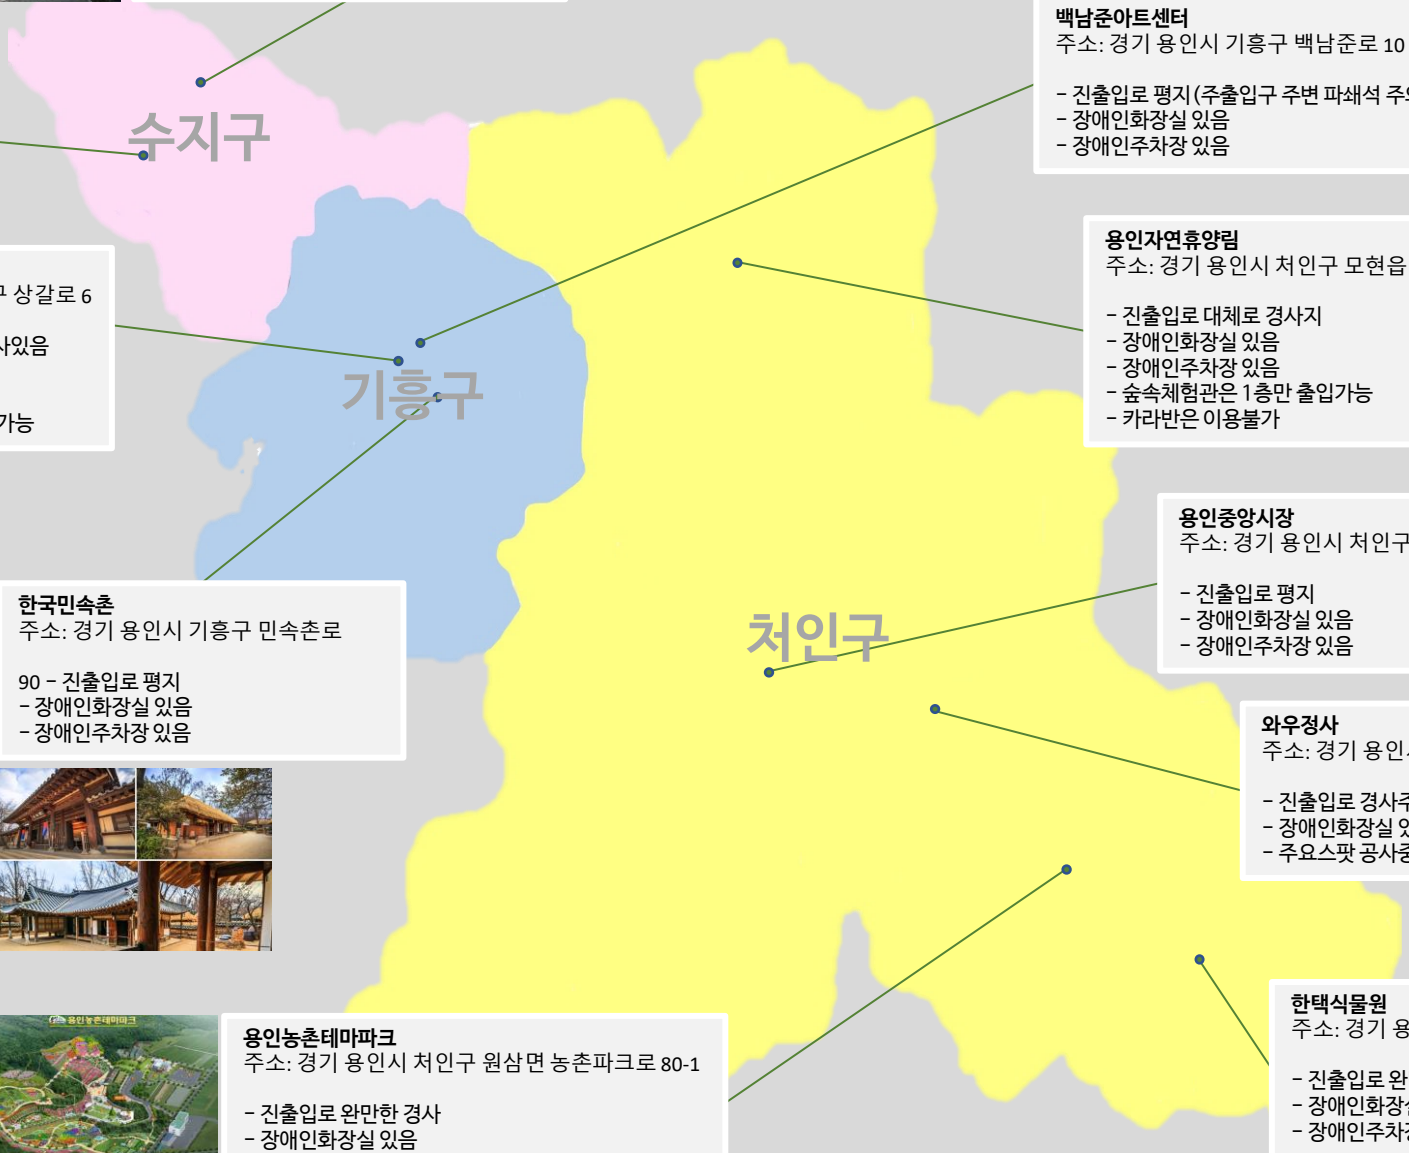 백남준아트센터
주소: 경기 용인시 기흥구 백남준로 10
- 진출입로 평지(주출입구 주변 파쇄석
- 장애인화장실 있음
- 장애인주차장 있음
수지구
용인자연휴양림
주소: 경기 용인시 처인구 모현읍
- 진출입로 대체로 경사지
- 장애인화장실 있음
- 장애인주차장 있음
- 숲속체험관은 1층만 출입가능
- 카라반은 이용불가
상갈로 6
사있음
가능
기흥구
용인중앙시장
주소: 경기 용인시 처인구
- 진출입로 평지
- 장애인화장실 있음
- 장애인주차장 있음
한국민속촌
주소: 경기 용인시 기흥구 민속촌로
90 - 진출입로 평지
- 장애인화장실 있음
- 장애인주차장 있음
처인구
와우정사
주소: 경기 용인
- 진출입로 경사주
- 장애인화장실
- 주요스팟 공사중
용인농촌테마파크
용인농촌테마파크
주소: 경기 용인시 처인구 원삼면 농촌파크로 80-1
- 진출입로 완만한 경사
- 장애인화장실 있음
한택식물원
주소: 경기 용
- 진출입로 완
- 장애인화장
- 장애인주차